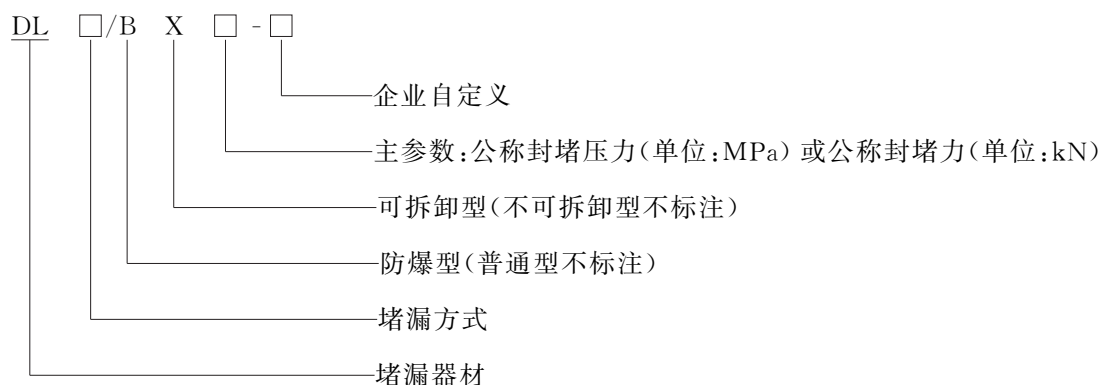 DL □/B X □ - □
企业自定义
主参数:公称封堵压力(单位:MPa) 或公称封堵力(单位:kN)
可拆卸型(不可拆卸型不标注)
防爆型(普通型不标注)
堵漏方式
堵漏器材